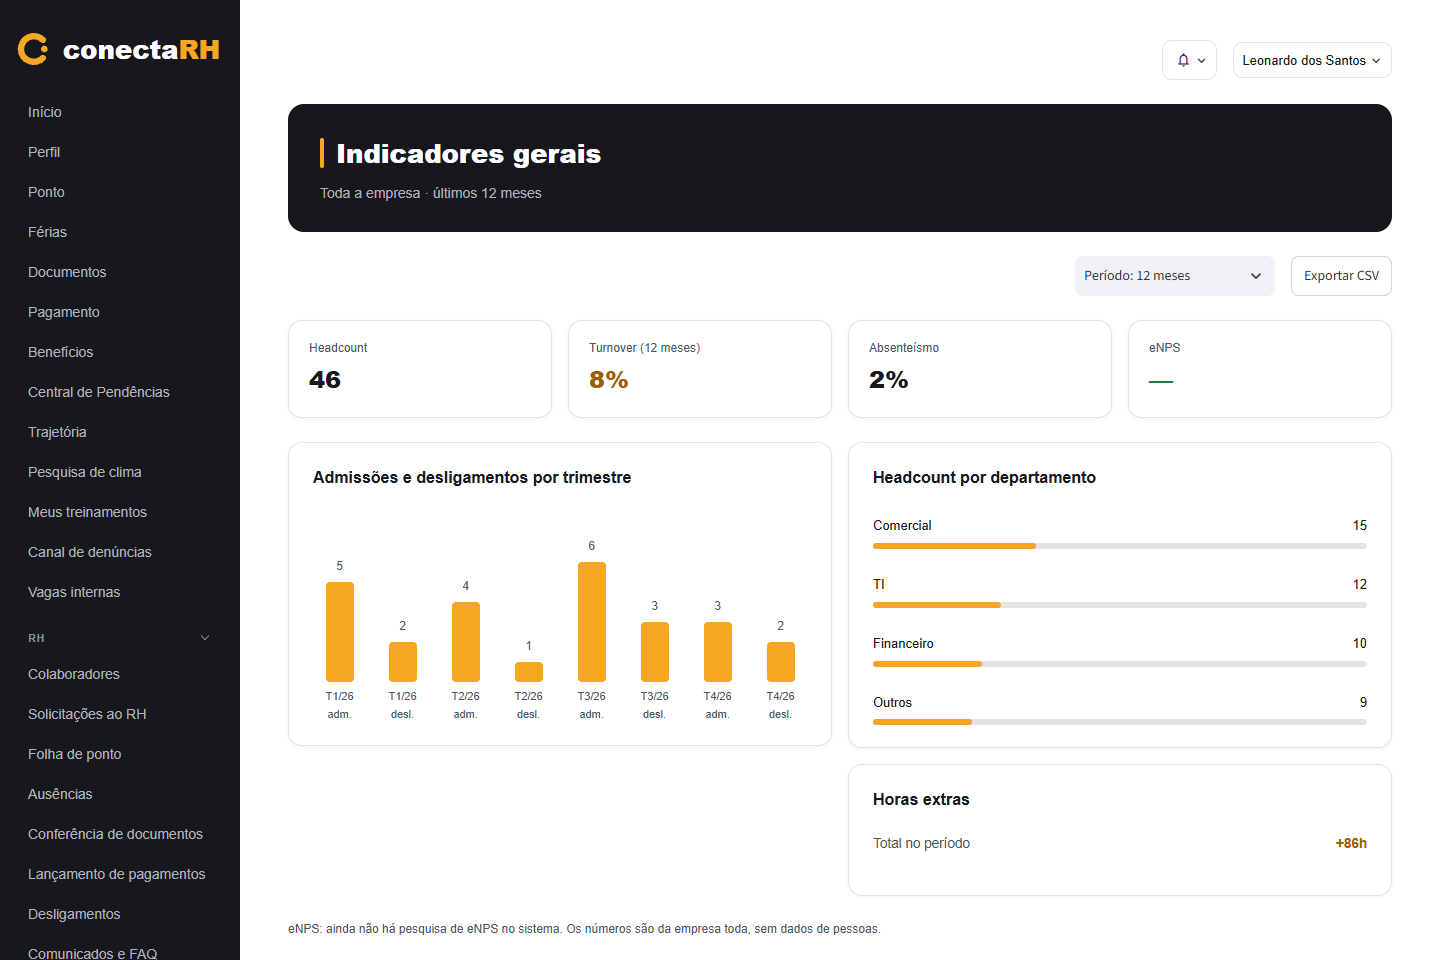 conectaRH
Início
Perfil
Ponto
Férias
Documentos
Pagamento
Benefícios
Central de Pendências
Trajetória
Pesquisa de clima
Meus treinamentos
Canal de denúncias
Vagas internas
RH
Colaboradores
Solicitações ao RH
Folha de ponto
Ausências
Conferência de documentos
Lançamento de pagamentos
Desligamentos
Comunicados e FAQ
Leonardo dos Santos
Indicadores gerais
Toda a empresa · últimos 12 meses
Período: 12 meses
Exportar CSV
Headcount
46
Turnover (12 meses)
8%
Absenteísmo
2%
eNPS
—
Admissões e desligamentos por trimestre
5 2 4 1 6 3 3 2
T1/26 T1/26 T2/26 T2/26 T3/26 T3/26 T4/26 T4/26
adm. desl. adm. desl. adm. desl. adm. desl.
Headcount por departamento
Comercial 15
TI 12
Financeiro 10
Outros 9
Horas extras
Total no período +86h
eNPS: ainda não há pesquisa de eNPS no sistema. Os números são da empresa toda, sem dados de pessoas.